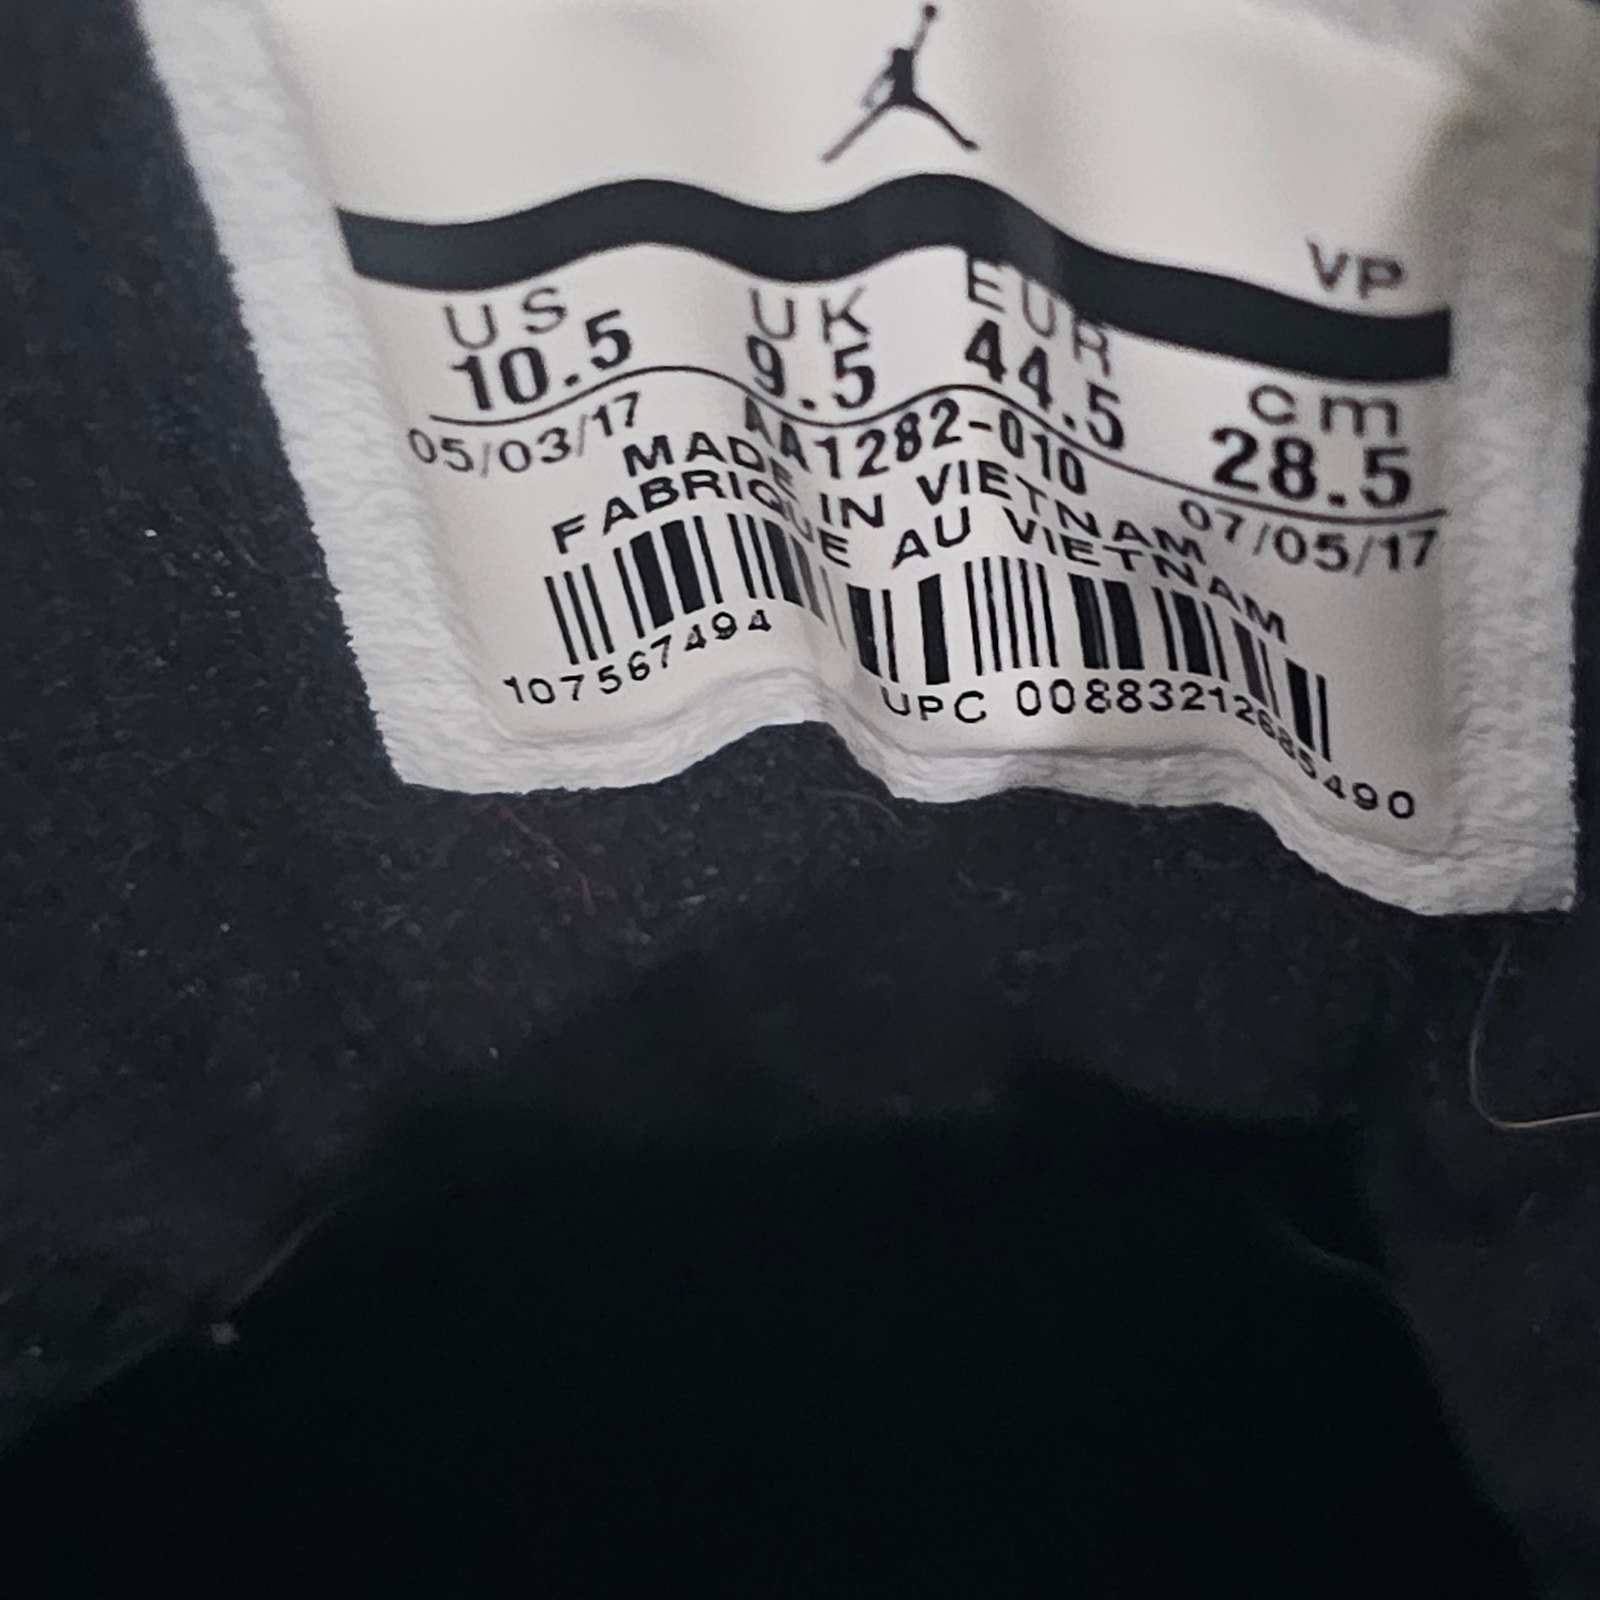 VP
US UK EUR cm
10.5 9.5 44.5 28.5
05/03/17 AA1282-010 07/05/17
MADE IN VIETNAM
FABRIQUE AU VIETNAM
107567494 UPC 00883212685490